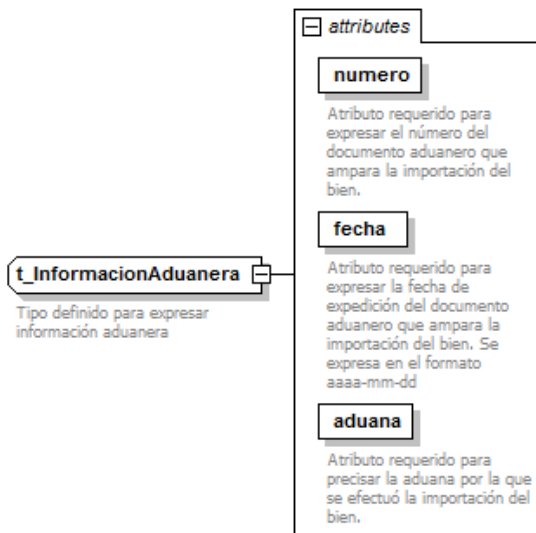 attributes
numero
Atributo requerido para
expresar el número del
documento aduanero que
ampara la importación del
bien.
fecha
Atributo requerido para
expresar la fecha de
expedición del documento
aduanero que ampara la
importación del bien. Se
expresa en el formato
aaaa-mm-dd
t_InformacionAduanera
Tipo definido para expresar
información aduanera
aduana
Atributo requerido para
precisar la aduana por la que
se efectuó la importación del
bien.